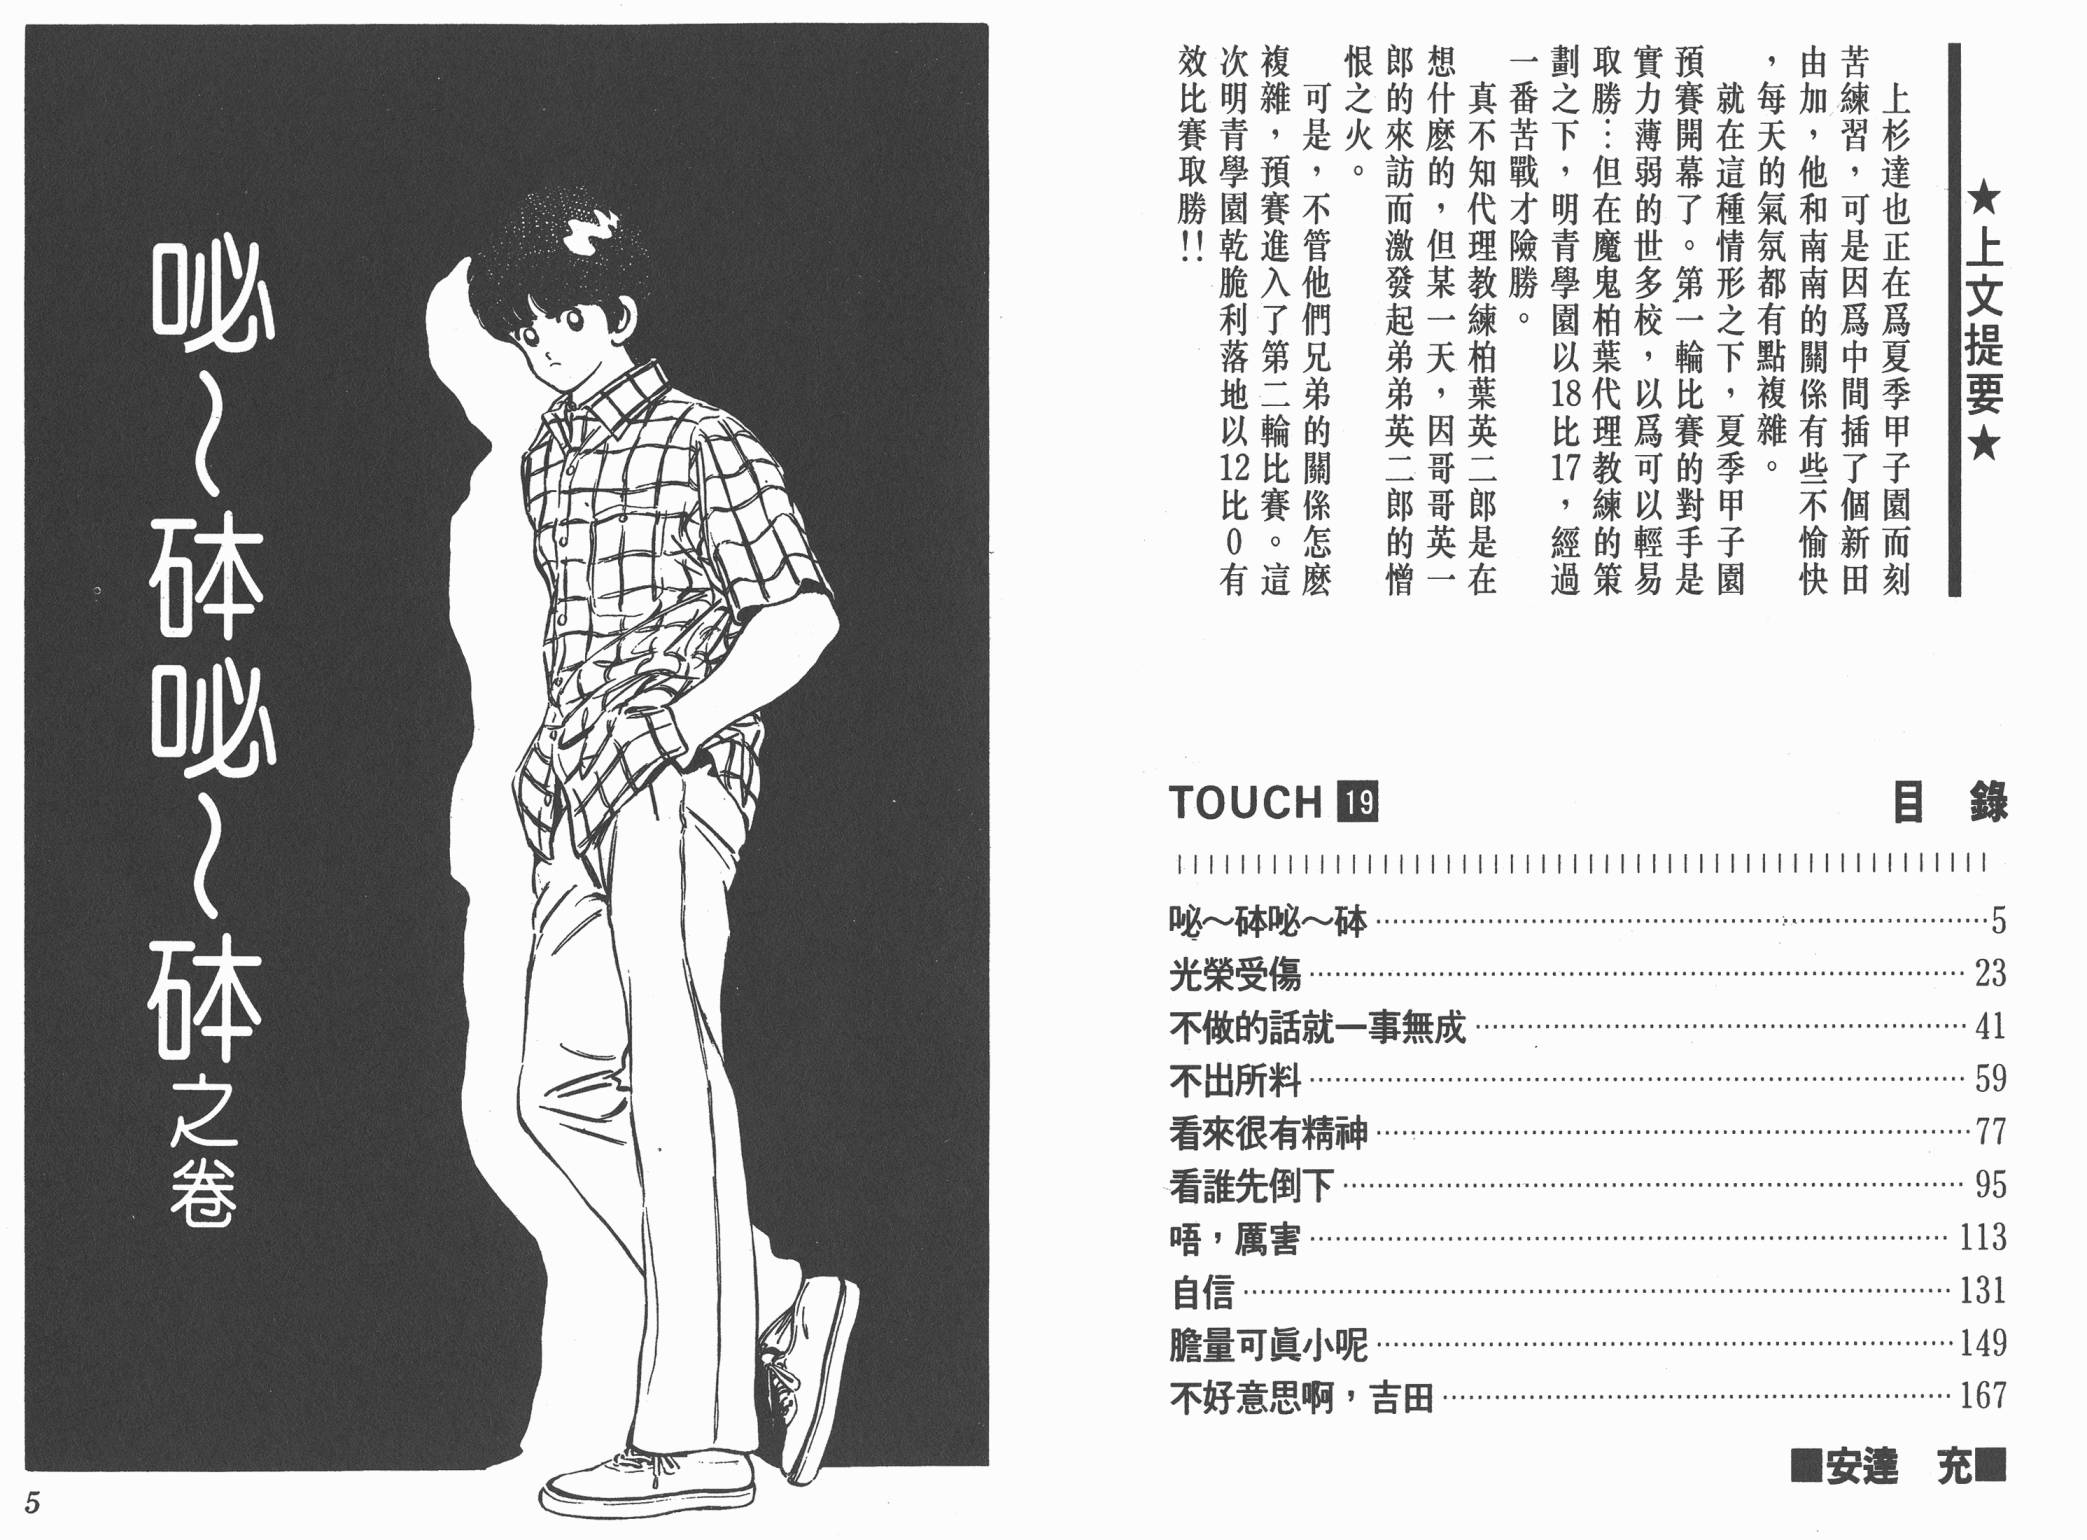 ★上文提要★
上杉達也正在爲夏季甲子園而刻
苦練習，可是因爲中間插了個新田
由加，他和南南的關係有些不愉快
，每天的氣氛都有點複雜。
就在這種情形之下，夏季甲子園
預賽開幕了。第一輪比賽的對手是
實力薄弱的世多校，以爲可以輕易
取勝…但在魔鬼柏葉代理教練的策
劃之下，明青學園以18比17，經過
一番苦戰才險勝。
真不知代理教練柏葉英二郎是在
想什麽的，但某一天，因哥哥英一
郎的來訪而激發起弟弟英二郎的憎
恨之火。
可是，不管他們兄弟的關係怎麽
複雜，預賽進入了第二輪比賽。這
次明青學園乾脆利落地以12比0有
效比賽取勝!!
TOUCH 19 目 錄
咇～砵咇～砵 5
光榮受傷 23
不做的話就一事無成 41
不出所料 59
看來很有精神 77
看誰先倒下 95
唔，厲害 113
自信 131
膽量可眞小呢 149
不好意思啊，吉田 167
■安達 充■
咇～砵咇～砵之卷
5